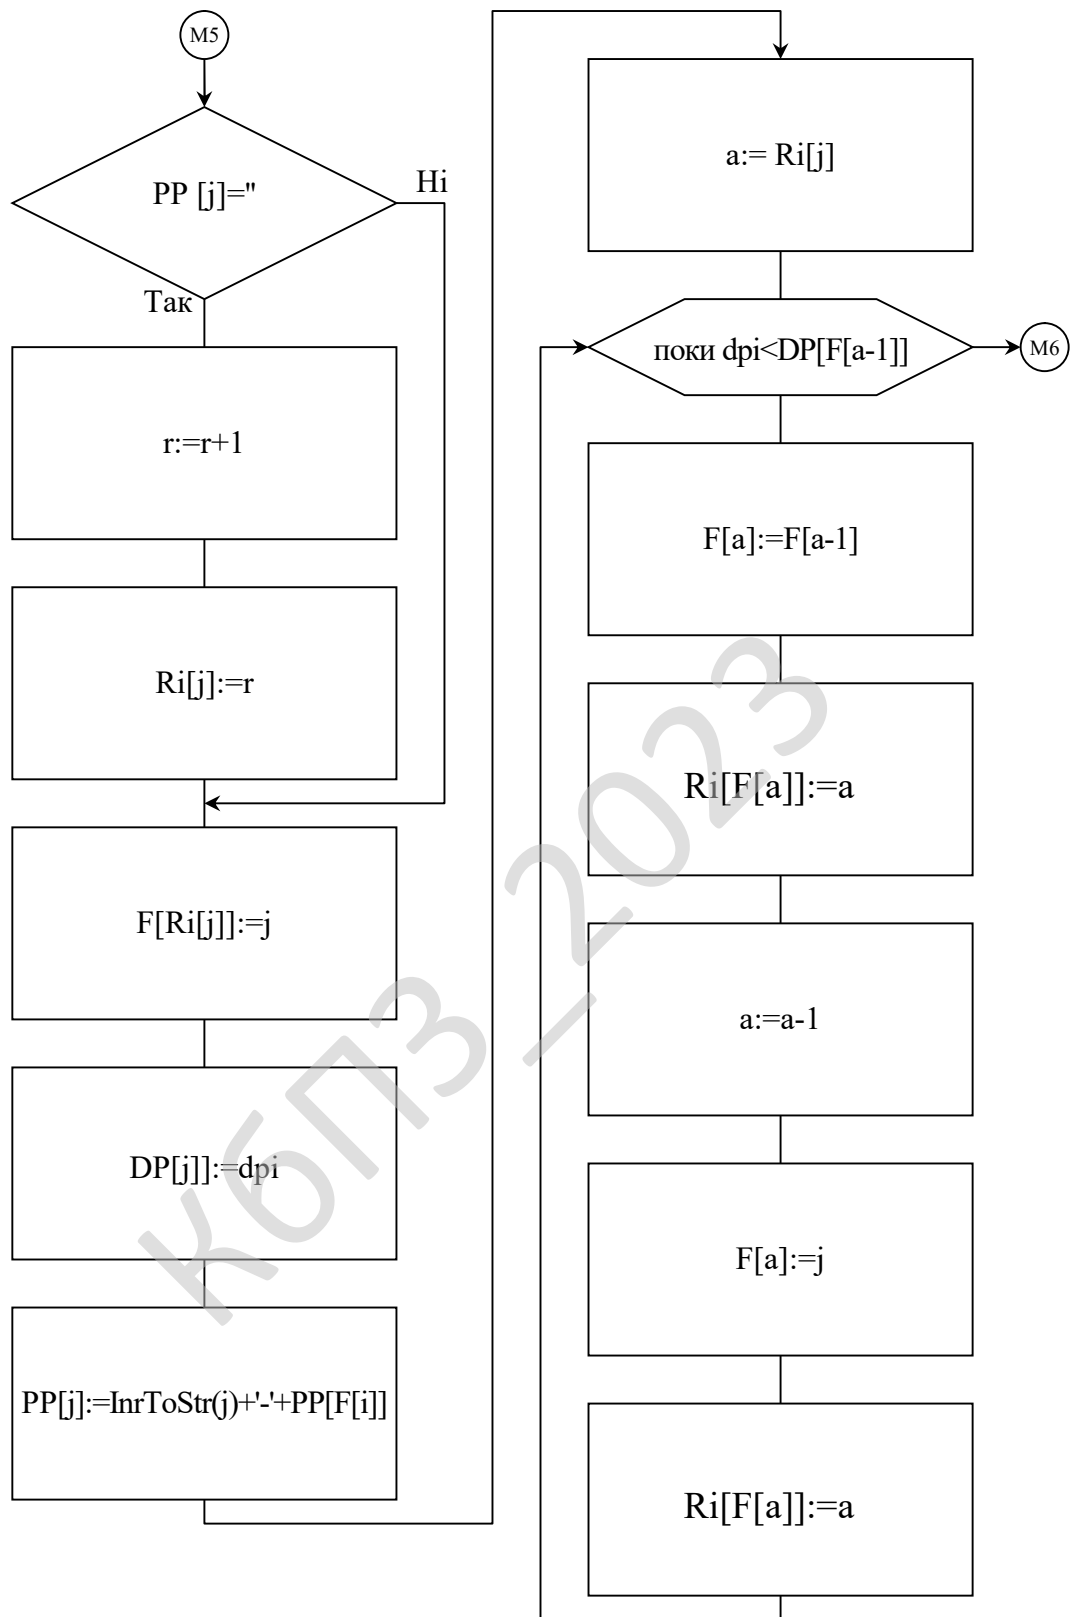 M5
PP [j]=''
Ні
Так
r:=r+1
Ri[j]:=r
F[Ri[j]]:=j
DP[j]]:=dpi
PP[j]:=InrToStr(j)+'-'+PP[F[i]]
a:= Ri[j]
поки dpi<DP[F[a-1]]
M6
F[a]:=F[a-1]
Ri[F[a]]:=a
a:=a-1
F[a]:=j
Ri[F[a]]:=a
КбПЗ_2023